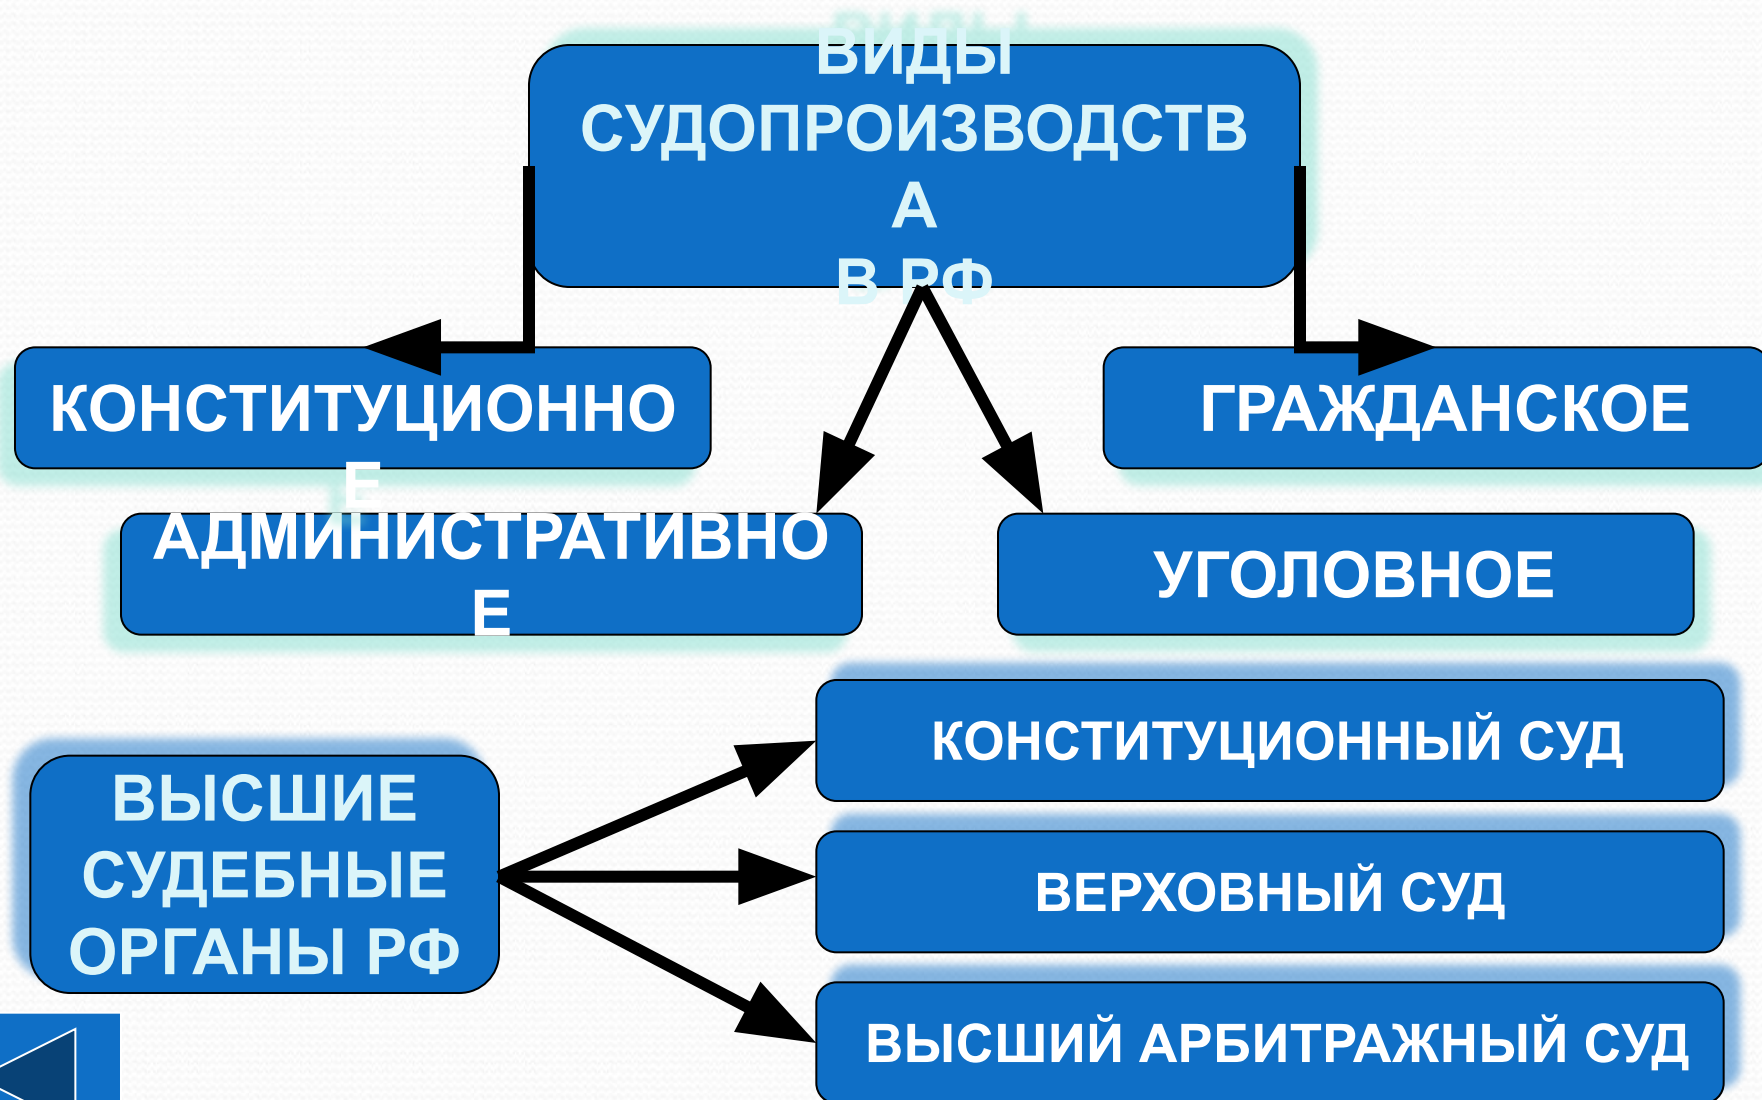 ВИДЫ
СУДОПРОИЗВОДСТВ
А
В РФ
КОНСТИТУЦИОННО
Е
ГРАЖДАНСКОЕ
АДМИНИСТРАТИВНО
Е
УГОЛОВНОЕ
ВЫСШИЕ
СУДЕБНЫЕ
ОРГАНЫ РФ
КОНСТИТУЦИОННЫЙ СУД
ВЕРХОВНЫЙ СУД
ВЫСШИЙ АРБИТРАЖНЫЙ СУД